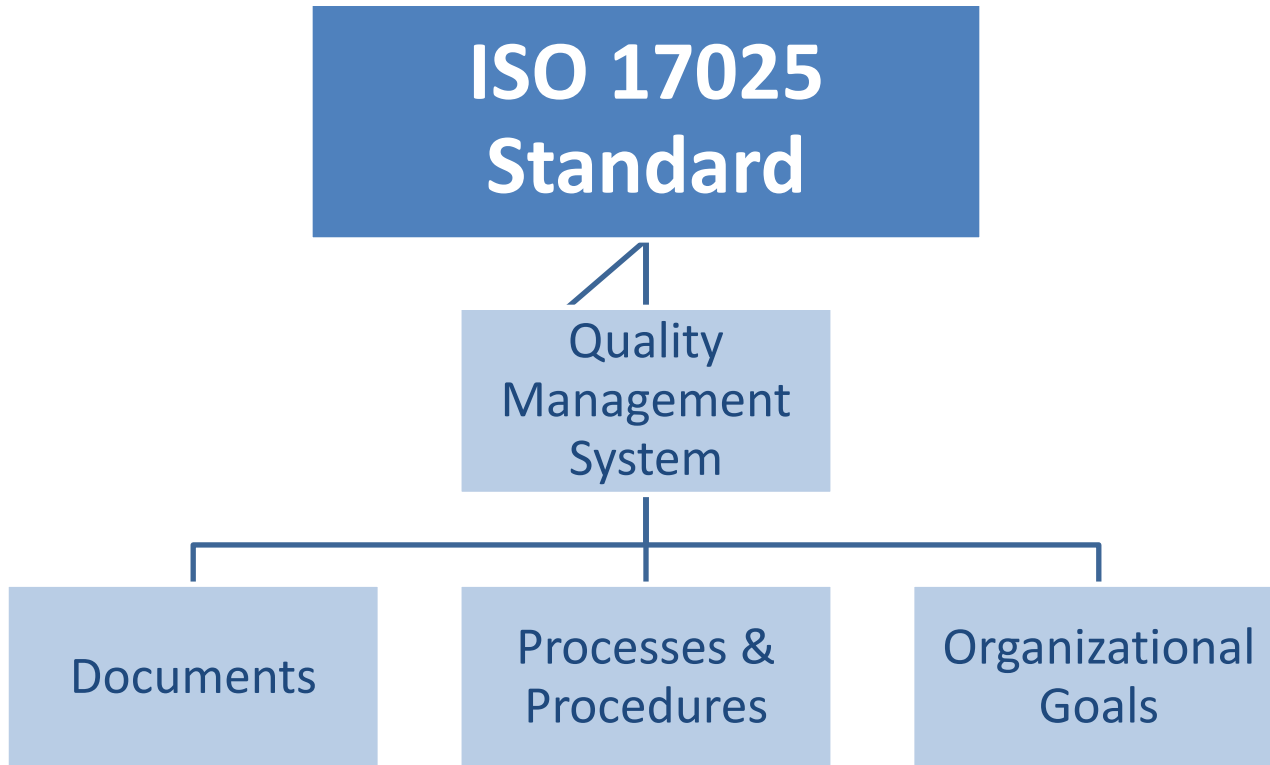 ISO 17025
Standard
Quality
Management
System
Documents
Processes &
Procedures
Organizational
Goals